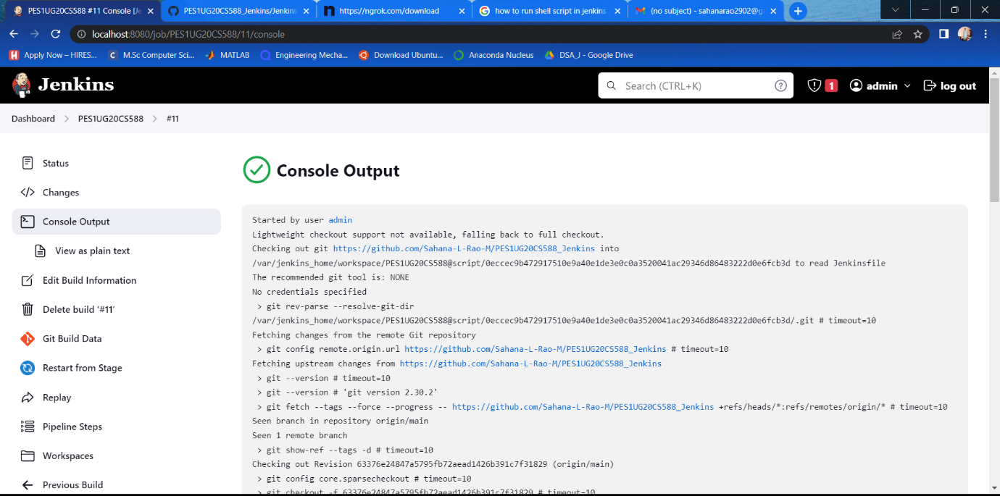 PES1UG20CS588 #11 Console [Je
PES1UG20CS588_Jenkins/Jenkins
https://ngrok.com/download
how to run shell script in jenkins
(no subject) - sahanarao2902@g
localhost:8080/job/PES1UG20CS588/11/console
Apply Now – HIRES...
M.Sc Computer Sci...
MATLAB
Engineering Mecha...
Download Ubuntu...
Anaconda Nucleus
DSA_J - Google Drive
Jenkins
Search (CTRL+K)
1
admin
log out
Dashboard
PES1UG20CS588
#11
Status
Changes
Console Output
View as plain text
Edit Build Information
Delete build ‘#11’
Git Build Data
Restart from Stage
Replay
Pipeline Steps
Workspaces
Previous Build
Console Output
Started by user admin
Lightweight checkout support not available, falling back to full checkout.
Checking out git https://github.com/Sahana-L-Rao-M/PES1UG20CS588_Jenkins into
/var/jenkins_home/workspace/PES1UG20CS588@script/0eccec9b472917510e9a40e1de3e0c0a3520041ac29346d86483222d0e6fcb3d to read Jenkinsfile
The recommended git tool is: NONE
No credentials specified
> git rev-parse --resolve-git-dir
/var/jenkins_home/workspace/PES1UG20CS588@script/0eccec9b472917510e9a40e1de3e0c0a3520041ac29346d86483222d0e6fcb3d/.git # timeout=10
Fetching changes from the remote Git repository
> git config remote.origin.url https://github.com/Sahana-L-Rao-M/PES1UG20CS588_Jenkins # timeout=10
Fetching upstream changes from https://github.com/Sahana-L-Rao-M/PES1UG20CS588_Jenkins
> git --version # timeout=10
> git --version # 'git version 2.30.2'
> git fetch --tags --force --progress -- https://github.com/Sahana-L-Rao-M/PES1UG20CS588_Jenkins +refs/heads/*:refs/remotes/origin/* # timeout=10
Seen branch in repository origin/main
Seen 1 remote branch
> git show-ref --tags -d # timeout=10
Checking out Revision 63376e24847a5795fb72aead1426b391c7f31829 (origin/main)
> git config core.sparsecheckout # timeout=10
> git checkout -f 63376e24847a5795fb72aead1426b391c7f31829 # timeout=10